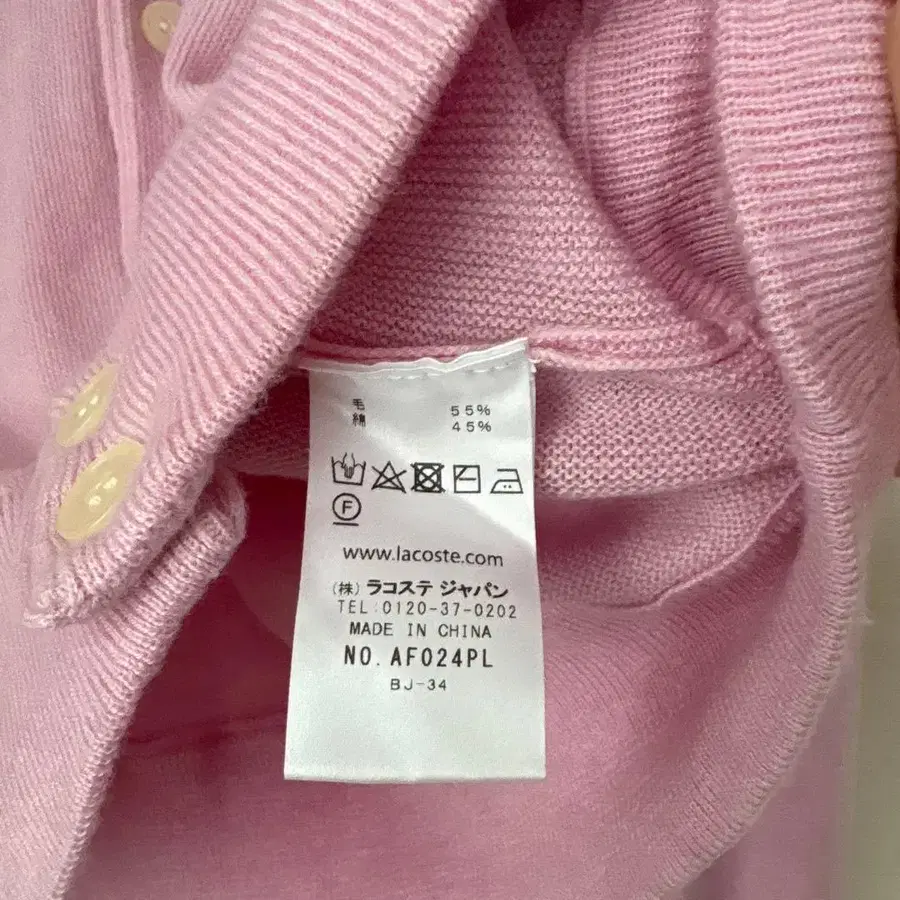 毛 55%
綿 45%
F
www.lacoste.com
(株) ラコステ ジャパン
TEL:0120-37-0202
MADE IN CHINA
NO. AF024PL
BJ-34